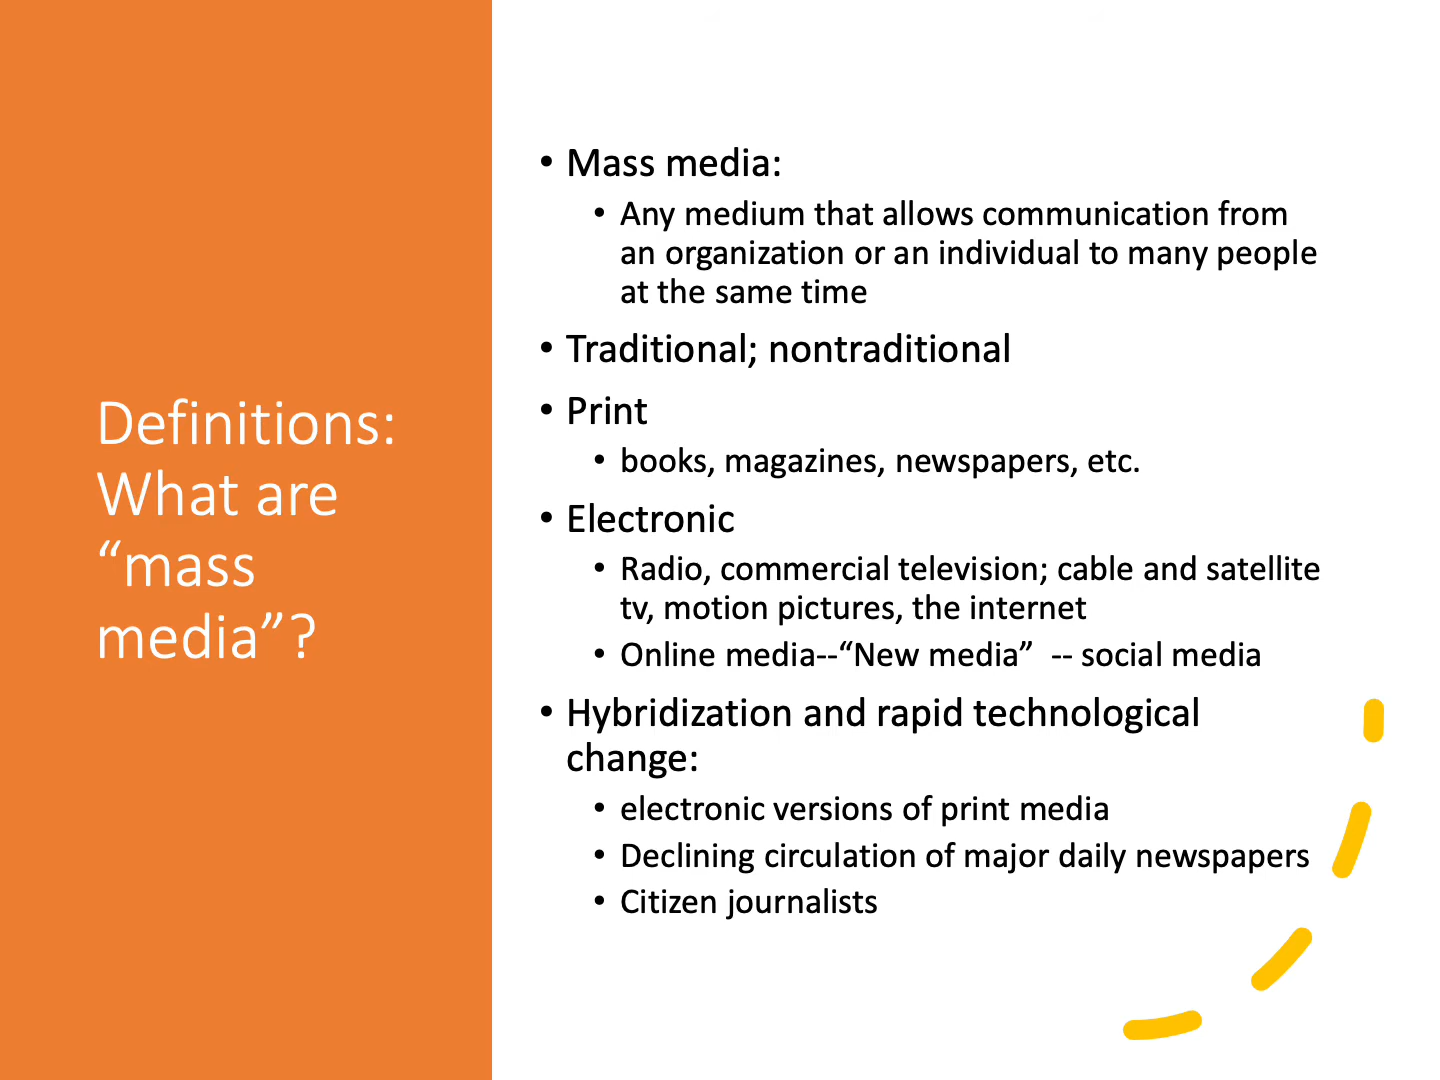 Definitions:
What are
“mass
media”?
• Mass media:
• Any medium that allows communication from
an organization or an individual to many people
at the same time
• Traditional; nontraditional
• Print
• books, magazines, newspapers, etc.
• Electronic
• Radio, commercial television; cable and satellite
tv, motion pictures, the internet
• Online media--“New media”  -- social media
• Hybridization and rapid technological
change:
• electronic versions of print media
• Declining circulation of major daily newspapers
• Citizen journalists